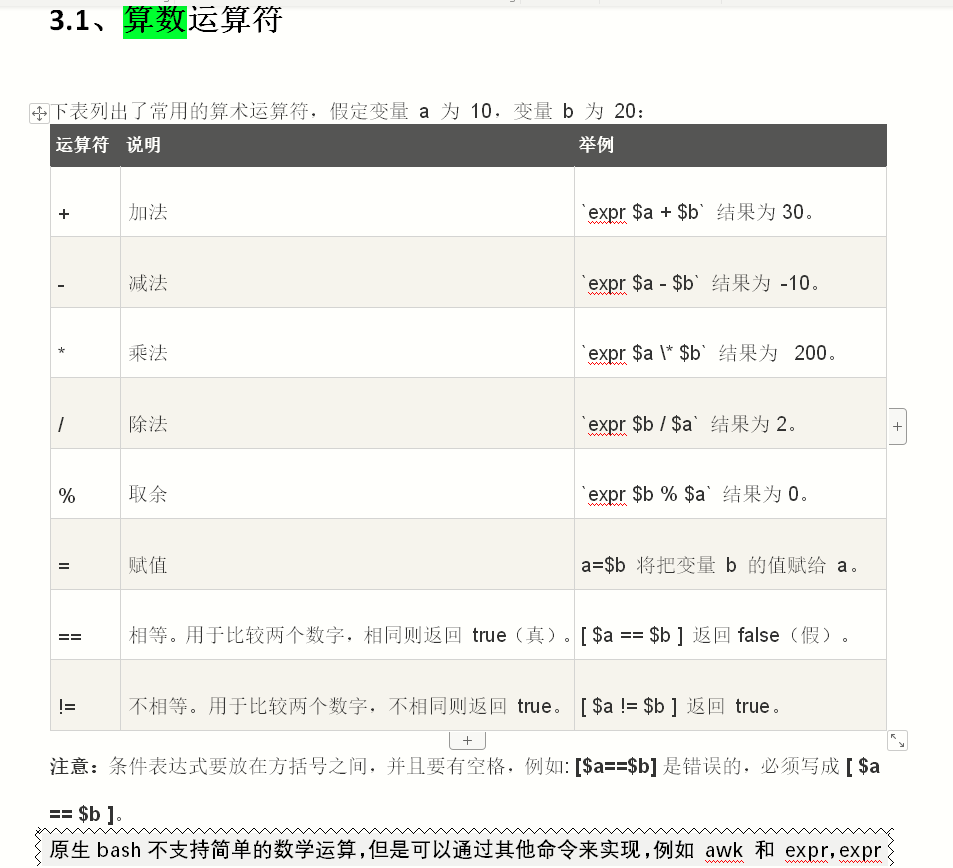 3.1、算数运算符
下表列出了常用的算术运算符，假定变量 a 为 10，变量 b 为 20：
运算符 说明 举例
+ 加法 `expr $a + $b` 结果为 30。
- 减法 `expr $a - $b` 结果为 -10。
* 乘法 `expr $a \* $b` 结果为 200。
/ 除法 `expr $b / $a` 结果为 2。
% 取余 `expr $b % $a` 结果为 0。
= 赋值 a=$b 将把变量 b 的值赋给 a。
== 相等。用于比较两个数字，相同则返回 true（真）。 [ $a == $b ] 返回 false（假）。
!= 不相等。用于比较两个数字，不相同则返回 true。 [ $a != $b ] 返回 true。
注意：条件表达式要放在方括号之间，并且要有空格，例如: [$a==$b] 是错误的，必须写成 [ $a
== $b ]。
原生 bash 不支持简单的数学运算,但是可以通过其他命令来实现,例如 awk 和 expr,expr